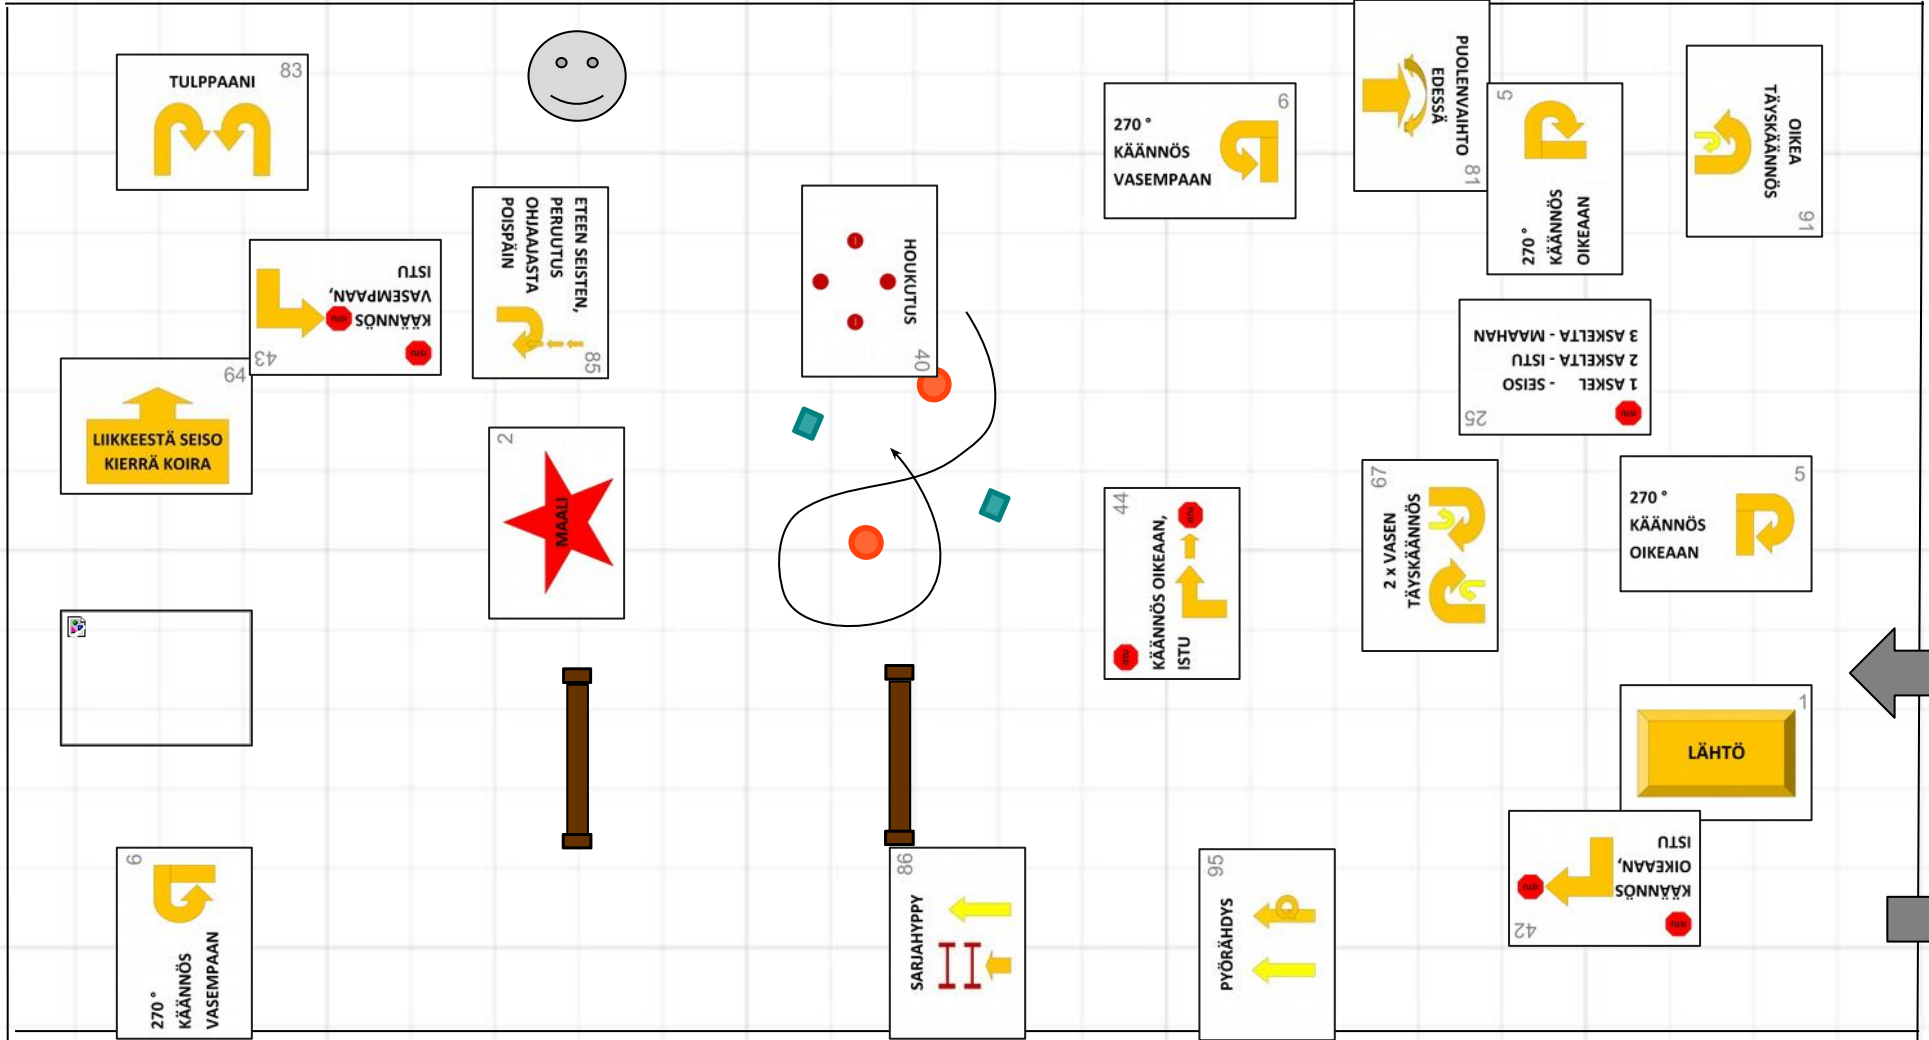 83
TULPPAANI
43
KÄÄNNÖS
VASEMPAAN,
ISTU
64
LIIKKEESTÄ SEISO
KIERRÄ KOIRA
6
270 °
KÄÄNNÖS
VASEMPAAN
85
ETEEN SEISTEN,
PERUUTUS
OHJAAJASTA
POISPÄIN
2
MAALI
40
HOUKUTUS
86
SARJAHYPPY
95
PYÖRÄHDYS
44
KÄÄNNÖS OIKEAAN,
ISTU
6
270 °
KÄÄNNÖS
VASEMPAAN
81
PUOLENVAIHTO
EDESSÄ
5
270 °
KÄÄNNÖS
OIKEAAN
91
OIKEA
TÄYSKÄÄNNÖS
25
1 ASKEL - SEISO
2 ASKELTA - ISTU
3 ASKELTA - MAAHAN
67
2 x VASEN
TÄYSKÄÄNNÖS
5
270 °
KÄÄNNÖS
OIKEAAN
1
LÄHTÖ
42
KÄÄNNÖS
OIKEAAN,
ISTU